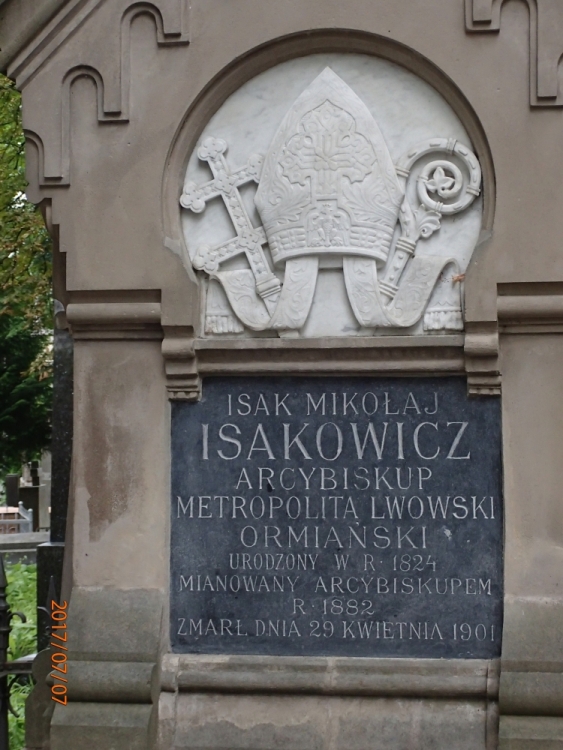 ISAK MIKOŁAJ
ISAKOWICZ
ARCYBISKUP
METROPOLITA LWOWSKI
ORMIAŃSKI
URODZONY W R· 1824
MIANOWANY ARCYBISKUPEM
R·1882
ZMARŁ DNIA 29 KWIETNIA 1901
2017/07/07